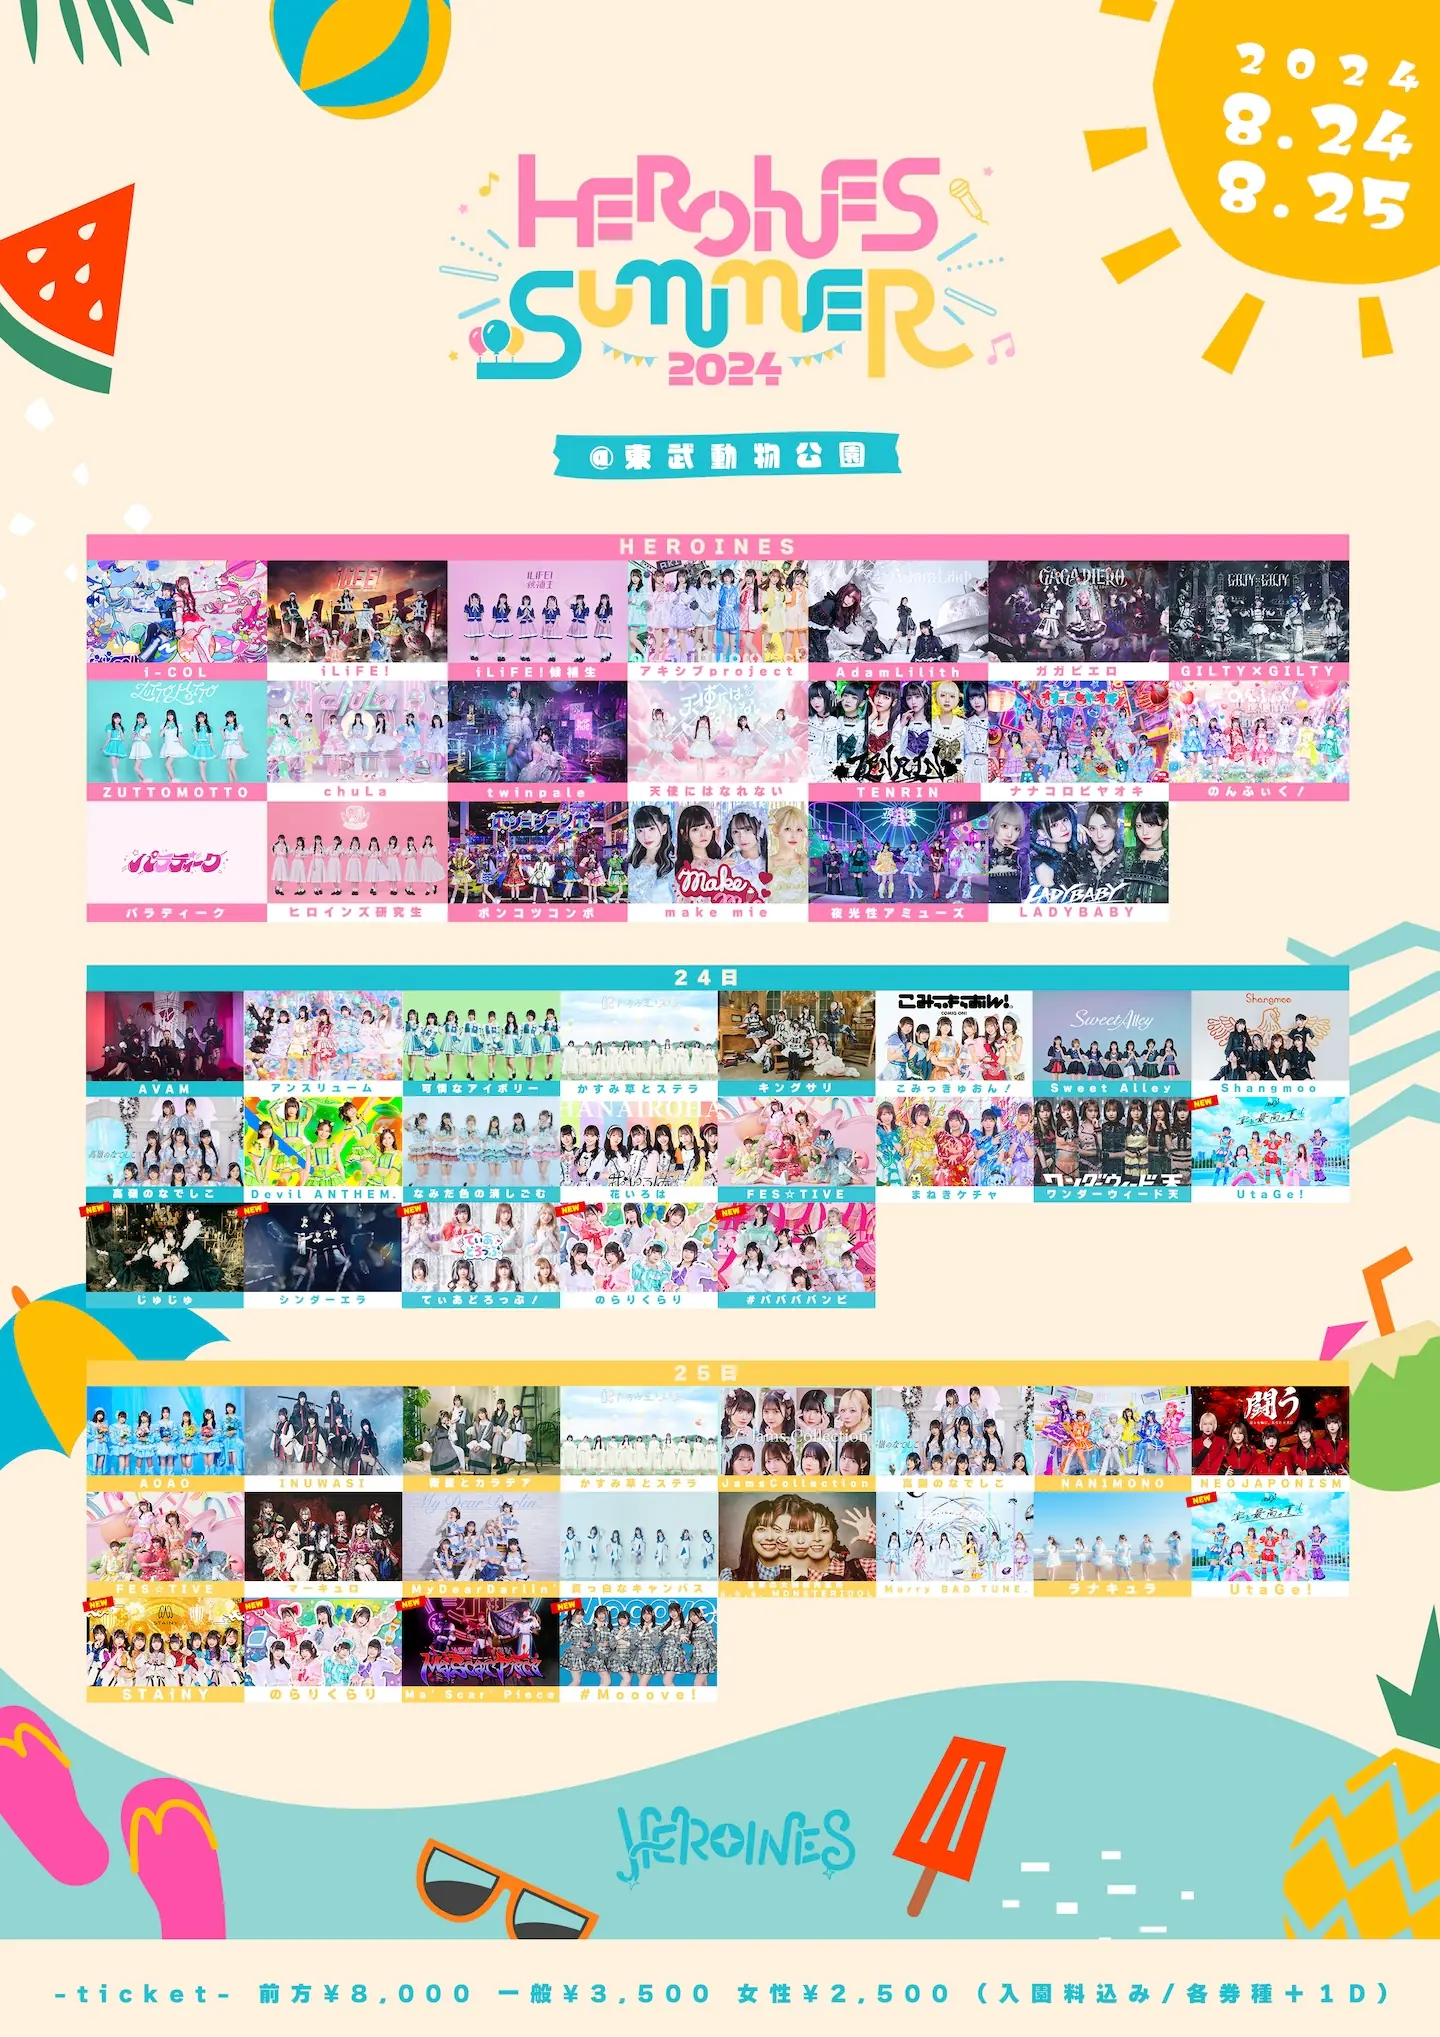 2024
8.24
8.25
HEROINES
SUMMER
2024
@東武動物公園
HEROINES
i-COL
iLiFE!
iLiFE!候補生
アキシブproject
AdamLilith
ガガピエロ
GILTY×GILTY
ZUTTOMOTTO
chuLa
twinpale
天使にはなれない
TENRIN
ナナコロビヤオキ
のんふぃく！
パラディーク
ヒロインズ研究生
ポンコツコンポ
make mie
夜光性アミューズ
LADYBABY
24日
AVAM
アンスリューム
可憐なアイボリー
かすみ草とステラ
キングサリ
こみっきゅおん！
Sweet Alley
Shangmoo
高嶺のなでしこ
Devil ANTHEM.
なみだ色の消しごむ
花いろは
FES☆TIVE
まねきケチャ
ワンダーウィード天
NEW
UtaGe!
NEW
じゅじゅ
NEW
シンダーエラ
NEW
てぃあどろっぷ！
NEW
のらりくらり
NEW
#ババババンビ
25日
AOAO
INUWASI
衛星とカラテア
かすみ草とステラ
JamsCollection
高嶺のなでしこ
NANIMONO
NEOJAPONISM
FES☆TIVE
マーキュロ
MyDearDarlin'
真っ白なキャンバス
MONSTERIDOL
Merry BAD TUNE.
ラナキュラ
NEW
UtaGe!
NEW
STAiNY
NEW
のらりくらり
NEW
Ma'Scar'Piece
NEW
#Mooove!
HEROINES
-ticket- 前方¥8,000 一般¥3,500 女性¥2,500 (入園料込み/各券種+1D)